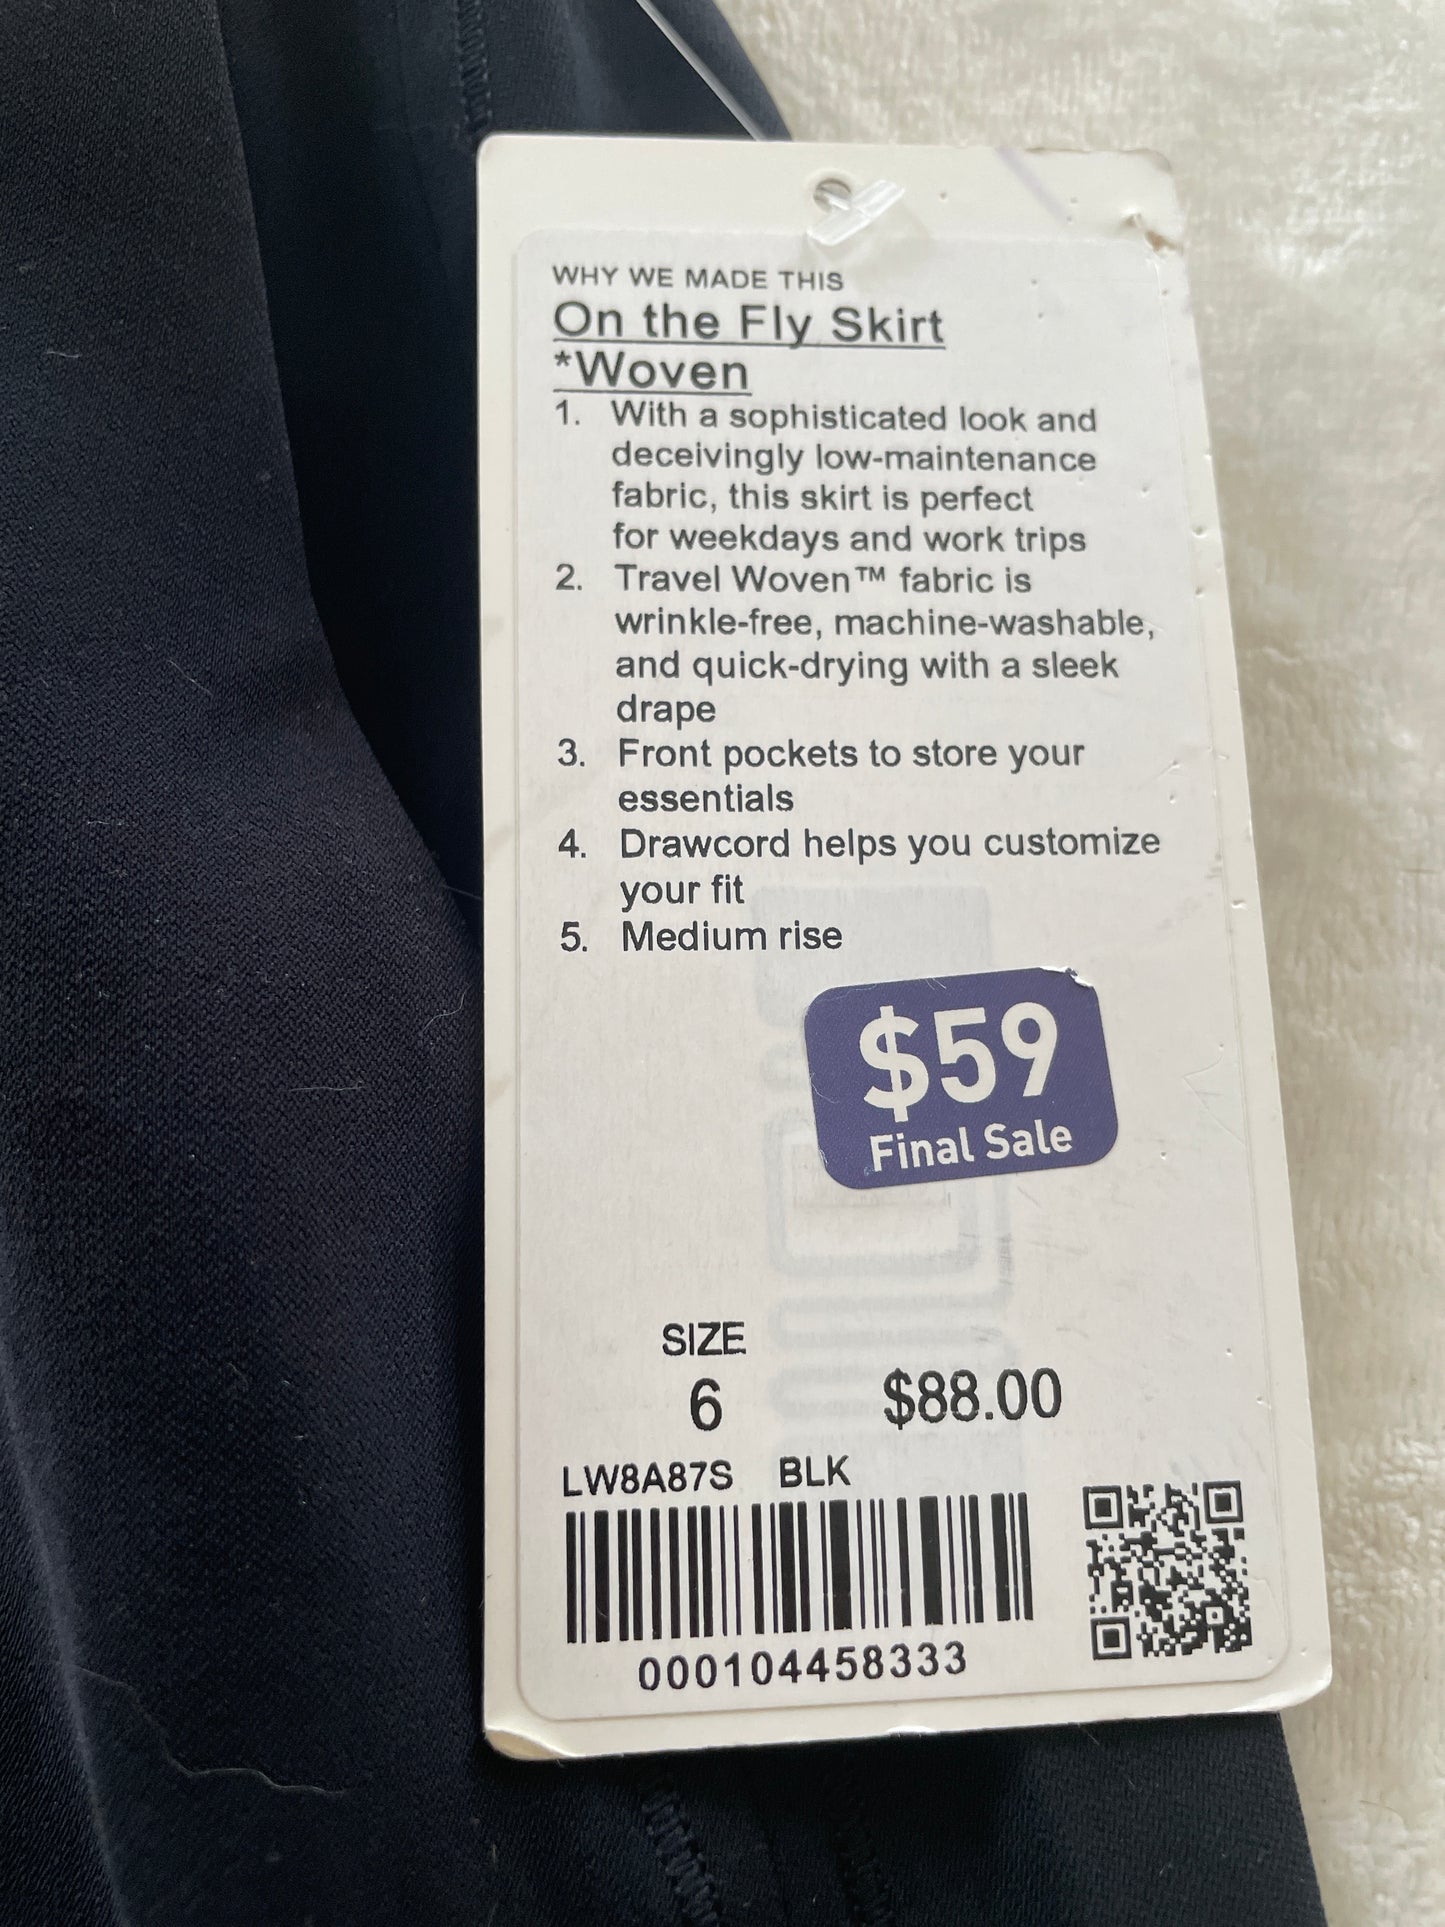 WHY WE MADE THIS
On the Fly Skirt
*Woven
1. With a sophisticated look and
deceivingly low-maintenance
fabric, this skirt is perfect
for weekdays and work trips
2. Travel Woven™ fabric is
wrinkle-free, machine-washable,
and quick-drying with a sleek
drape
3. Front pockets to store your
essentials
4. Drawcord helps you customize
your fit
5. Medium rise
$59
Final Sale
SIZE
6 $88.00
LW8A87S BLK
000104458333